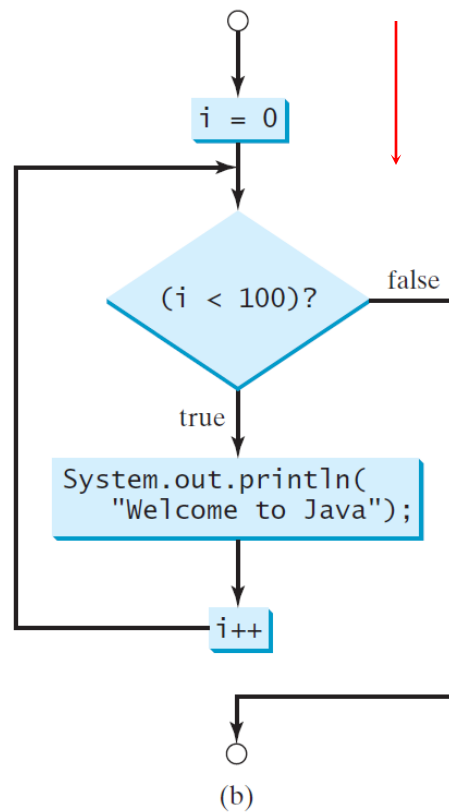 i = 0
(i < 100)?
false
true
System.out.println(
"Welcome to Java");
i++
(b)